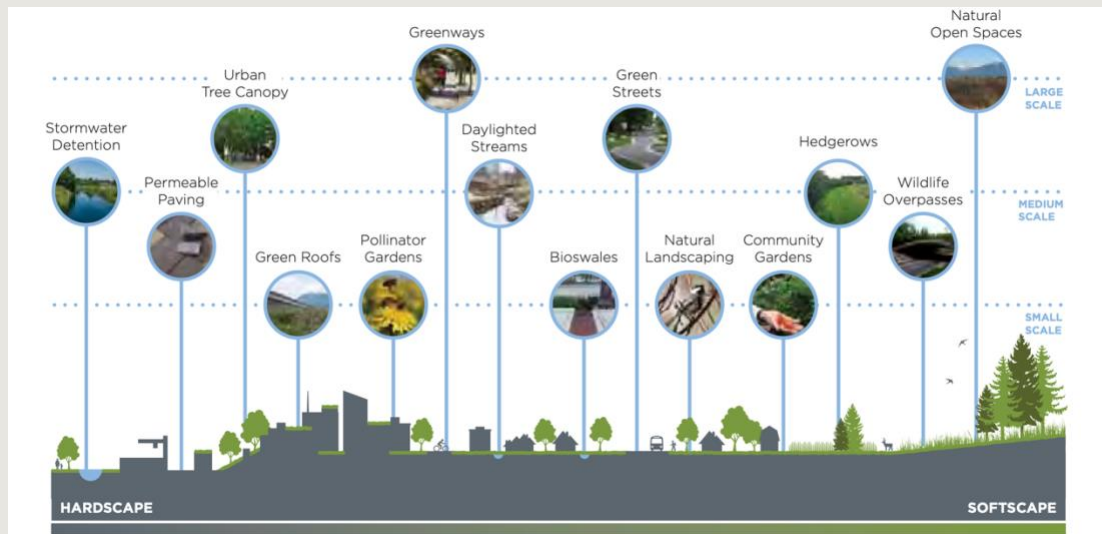 Greenways
Natural
Open Spaces
Urban
Tree Canopy
Green
Streets
LARGE
SCALE
Stormwater
Detention
Daylighted
Streams
Hedgerows
Permeable
Paving
Wildlife
Overpasses
MEDIUM
SCALE
Green Roofs
Pollinator
Gardens
Bioswales
Natural
Landscaping
Community
Gardens
SMALL
SCALE
HARDSCAPE
SOFTSCAPE